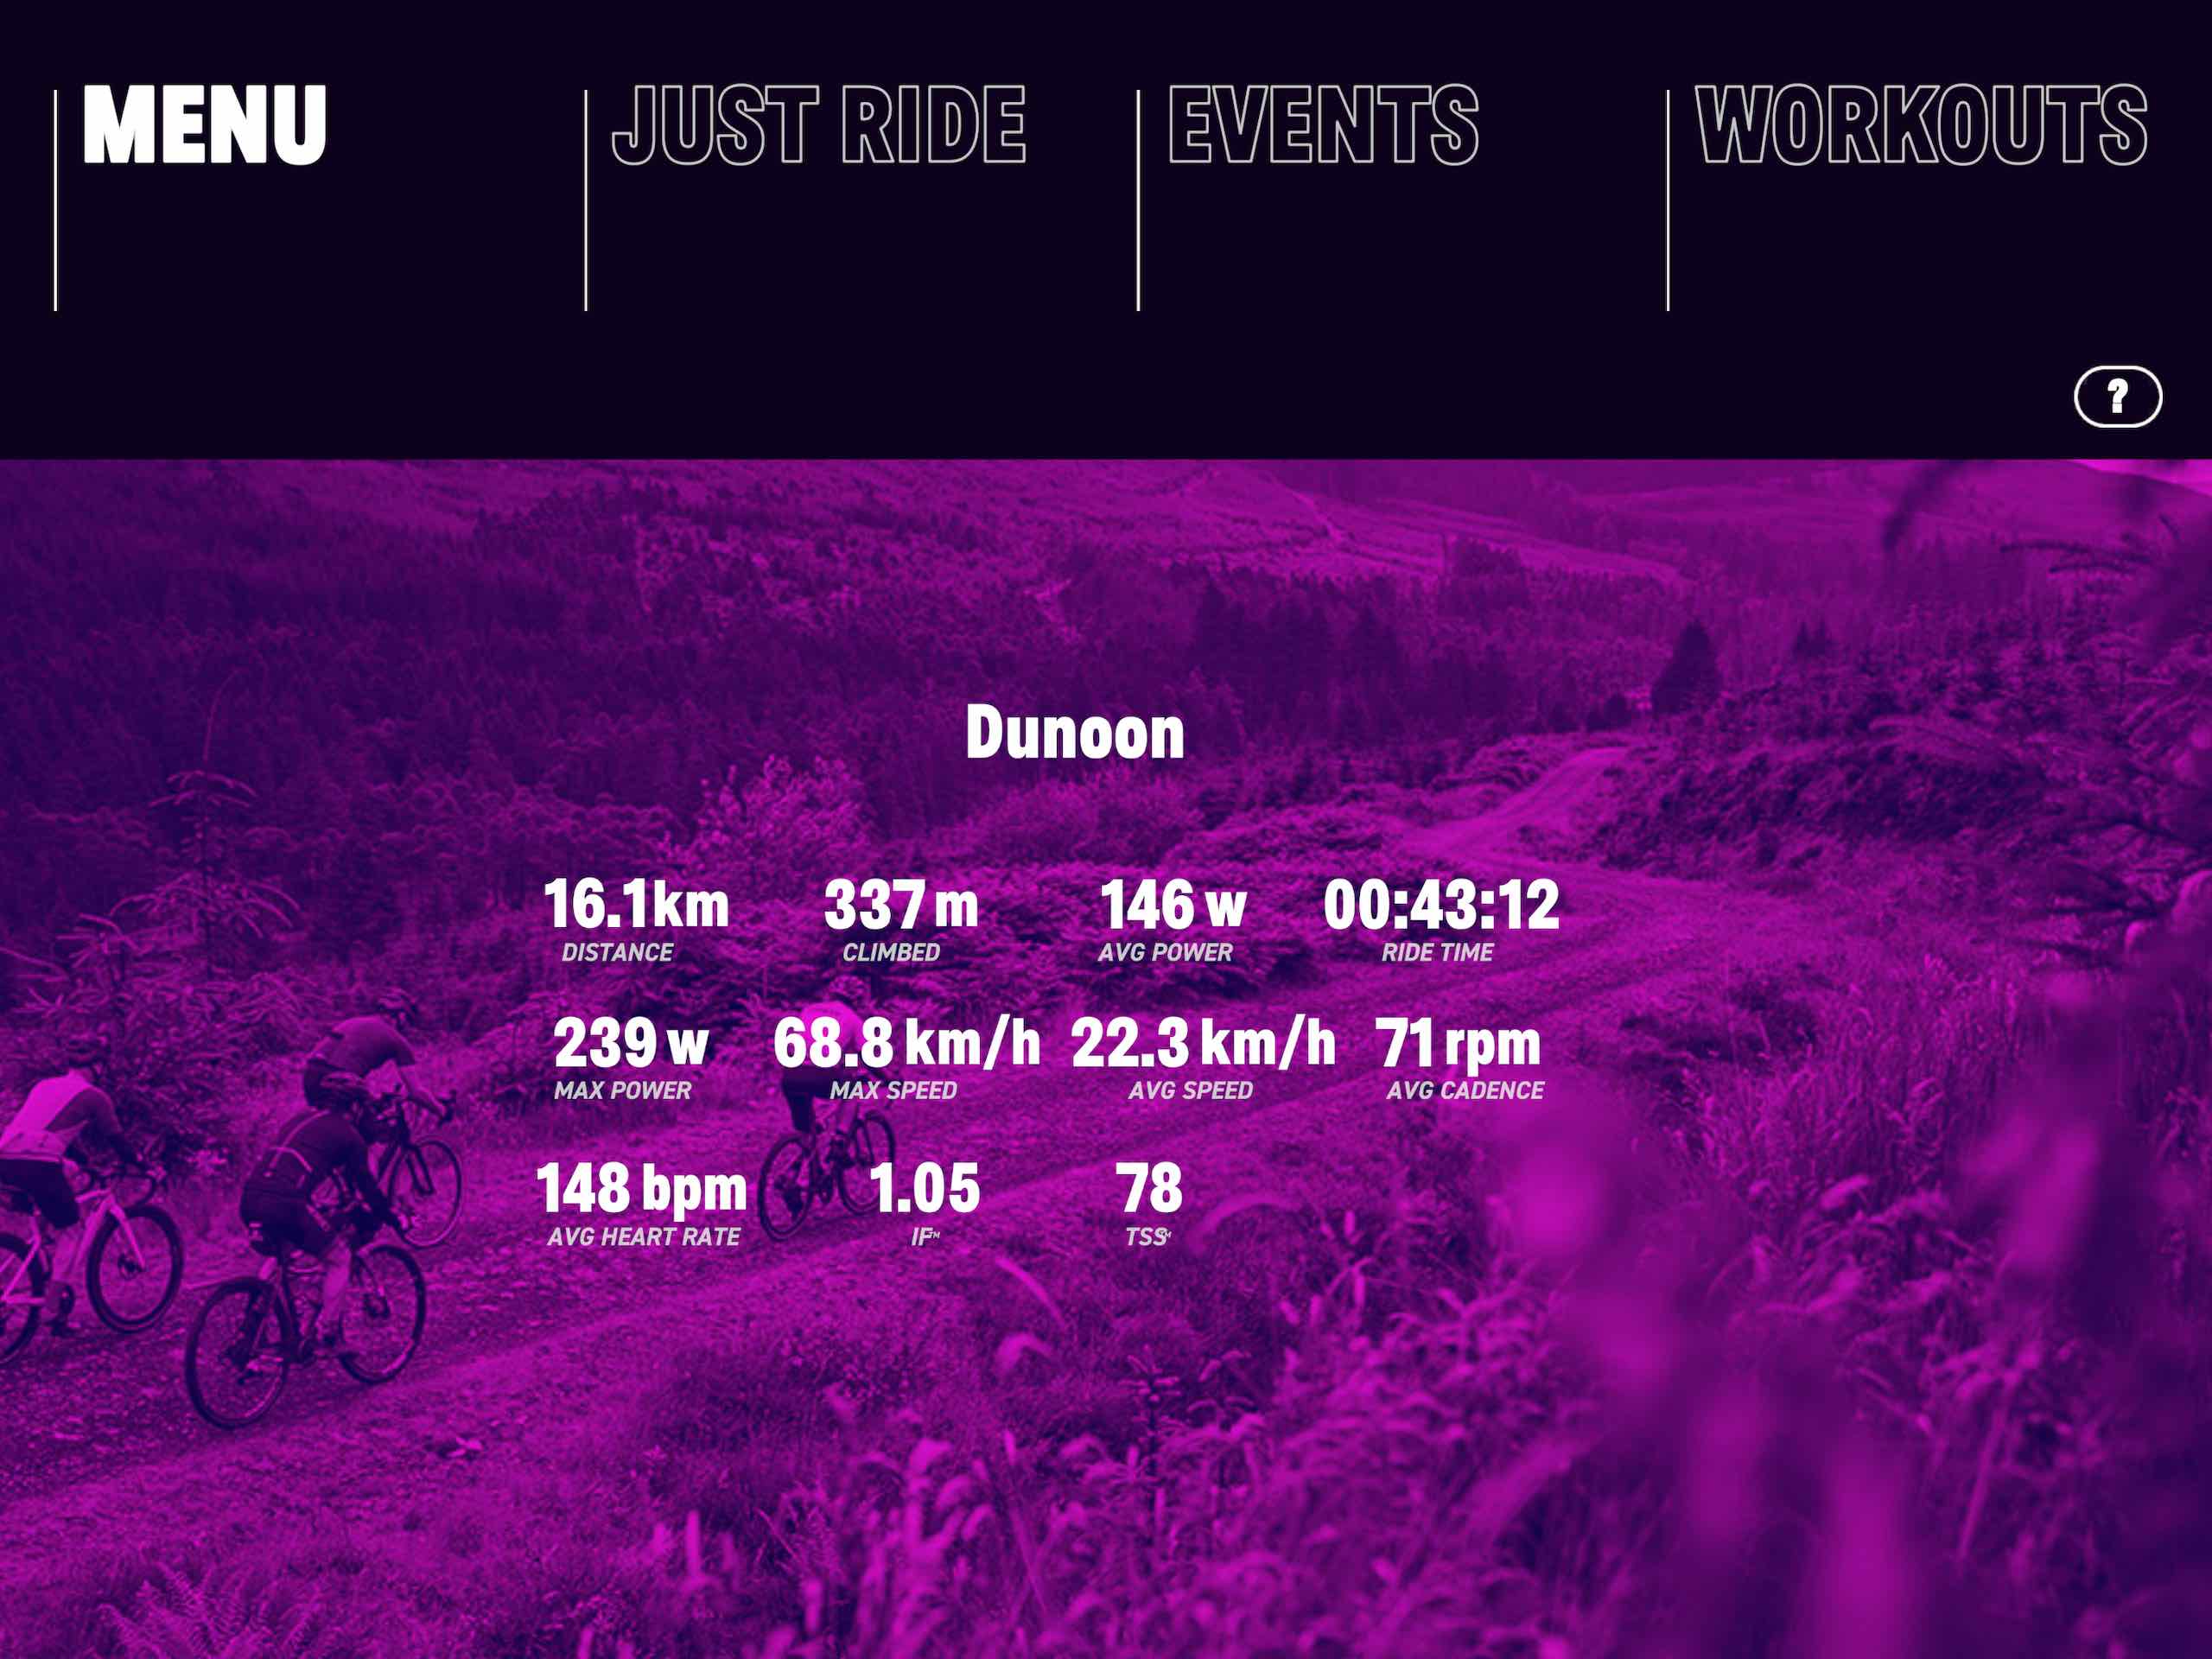 MENU JUST RIDE EVENTS WORKOUTS
?
Dunoon
16.1km 337m 146 w 00:43:12
DISTANCE CLIMBED AVG POWER RIDE TIME
239 w 68.8 km/h 22.3 km/h 71 rpm
MAX POWER MAX SPEED AVG SPEED AVG CADENCE
148 bpm 1.05 78
AVG HEART RATE IF™ TSS™